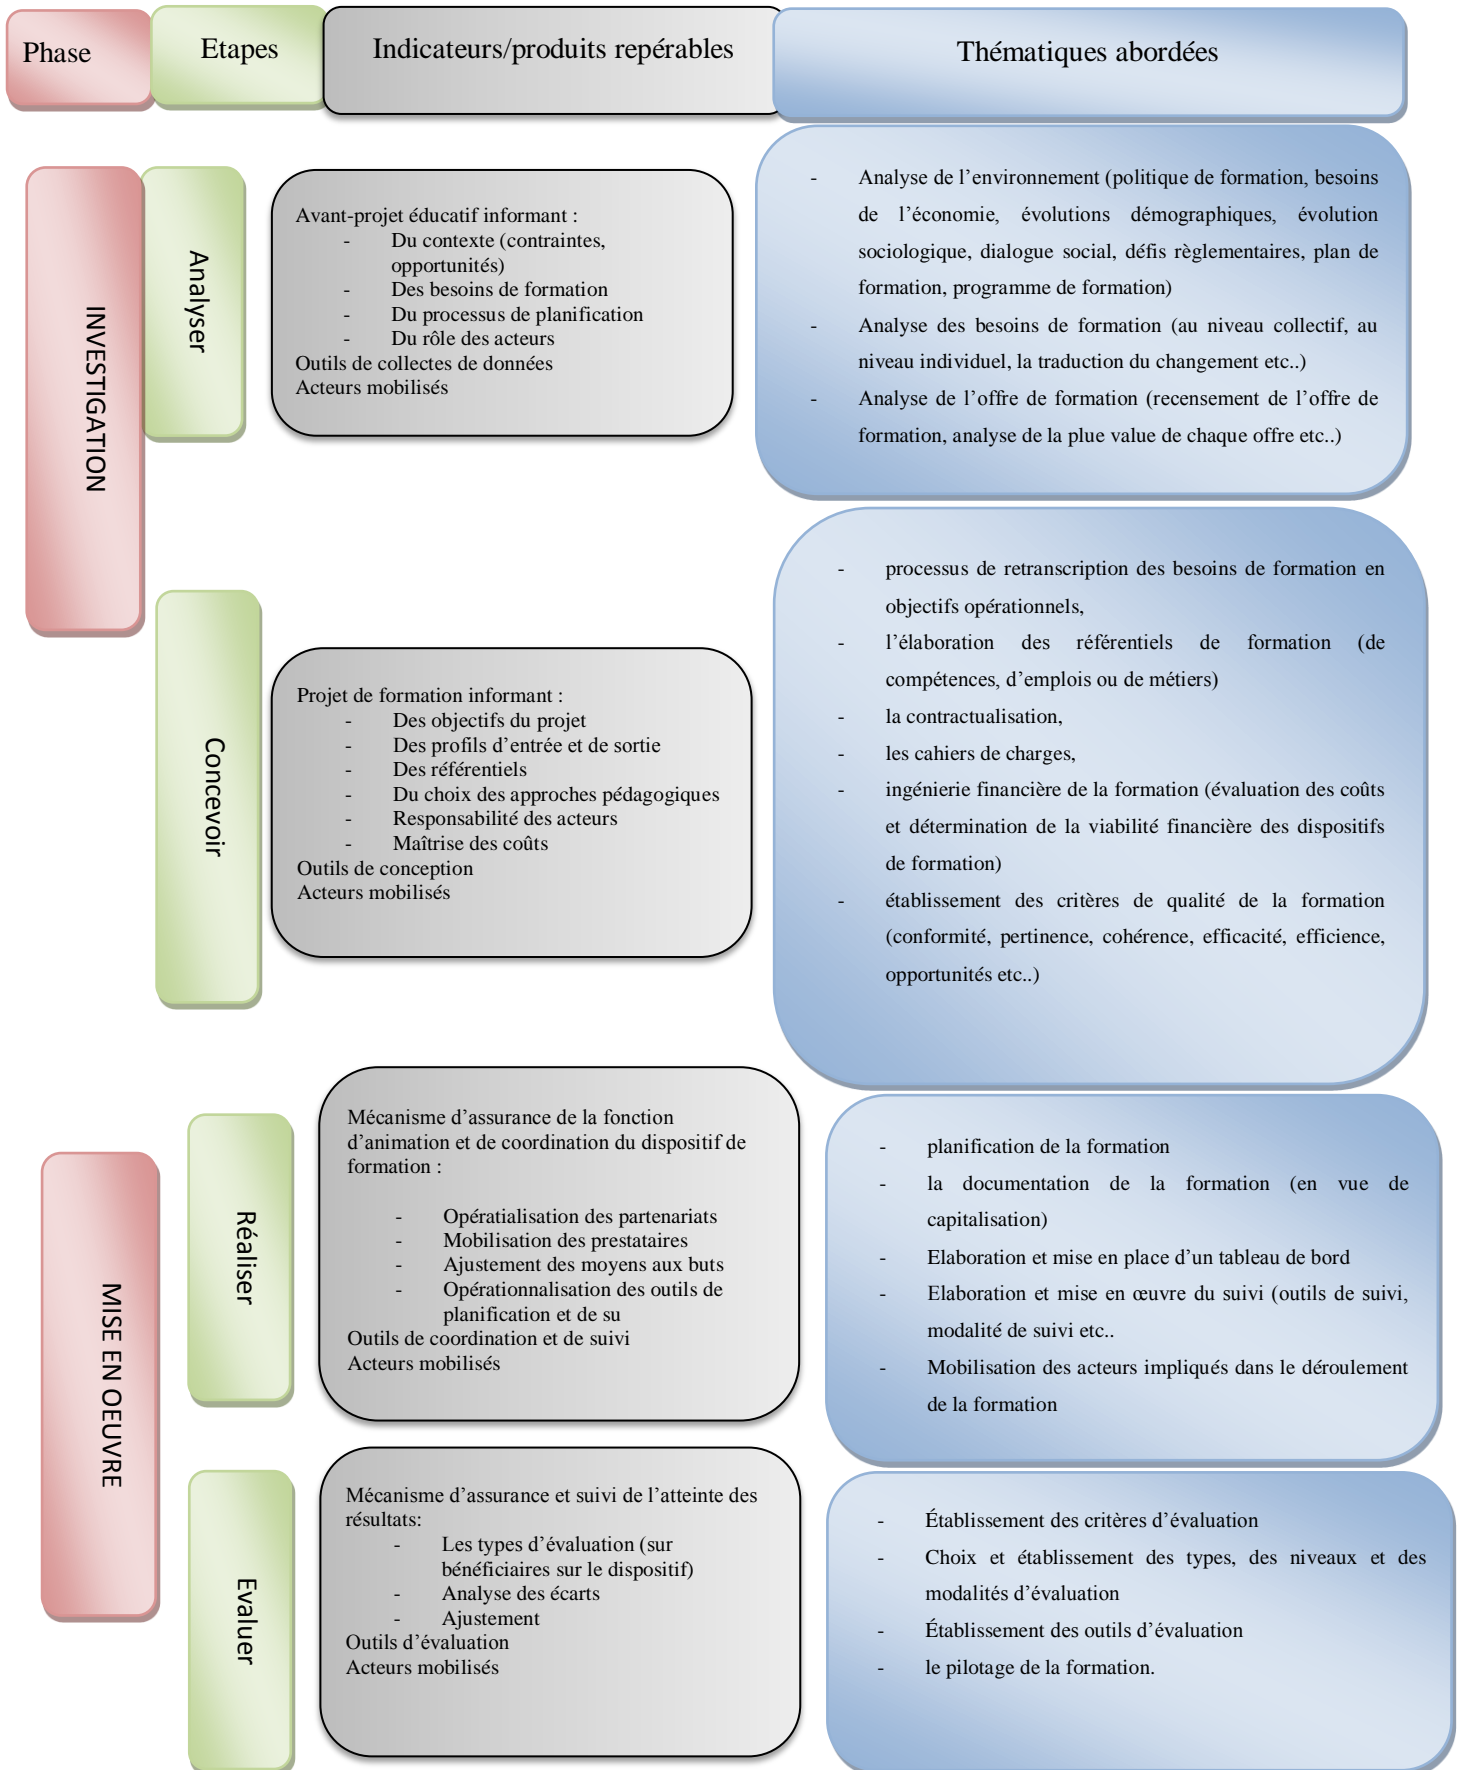 Phase
Etapes
Indicateurs/produits repérables
Thématiques abordées
INVESTIGATION
Analyser
Avant-projet éducatif informant :
- Du contexte (contraintes,
opportunités)
- Des besoins de formation
- Du processus de planification
- Du rôle des acteurs
Outils de collectes de données
Acteurs mobilisés
- Analyse de l’environnement (politique de formation, besoins
de l’économie, évolutions démographiques, évolution
sociologique, dialogue social, défis règlementaires, plan de
formation, programme de formation)
- Analyse des besoins de formation (au niveau collectif, au
niveau individuel, la traduction du changement etc..)
- Analyse de l’offre de formation (recensement de l’offre de
formation, analyse de la plue value de chaque offre etc..)
Concevoir
Projet de formation informant :
- Des objectifs du projet
- Des profils d’entrée et de sortie
- Des référentiels
- Du choix des approches pédagogiques
- Responsabilité des acteurs
- Maîtrise des coûts
Outils de conception
Acteurs mobilisés
- processus de retranscription des besoins de formation en
objectifs opérationnels,
- l’élaboration des référentiels de formation (de
compétences, d’emplois ou de métiers)
- la contractualisation,
- les cahiers de charges,
- ingénierie financière de la formation (évaluation des coûts
et détermination de la viabilité financière des dispositifs
de formation)
- établissement des critères de qualité de la formation
(conformité, pertinence, cohérence, efficacité, efficience,
opportunités etc..)
MISE EN OEUVRE
Réaliser
Mécanisme d’assurance de la fonction
d’animation et de coordination du dispositif de
formation :
- Opératialisation des partenariats
- Mobilisation des prestataires
- Ajustement des moyens aux buts
- Opérationnalisation des outils de
planification et de su
Outils de coordination et de suivi
Acteurs mobilisés
- planification de la formation
- la documentation de la formation (en vue de
capitalisation)
- Elaboration et mise en place d’un tableau de bord
- Elaboration et mise en œuvre du suivi (outils de suivi,
modalité de suivi etc..
- Mobilisation des acteurs impliqués dans le déroulement
de la formation
Evaluer
Mécanisme d’assurance et suivi de l’atteinte des
résultats:
- Les types d’évaluation (sur
bénéficiaires sur le dispositif)
- Analyse des écarts
- Ajustement
Outils d’évaluation
Acteurs mobilisés
- Établissement des critères d’évaluation
- Choix et établissement des types, des niveaux et des
modalités d’évaluation
- Établissement des outils d’évaluation
- le pilotage de la formation.